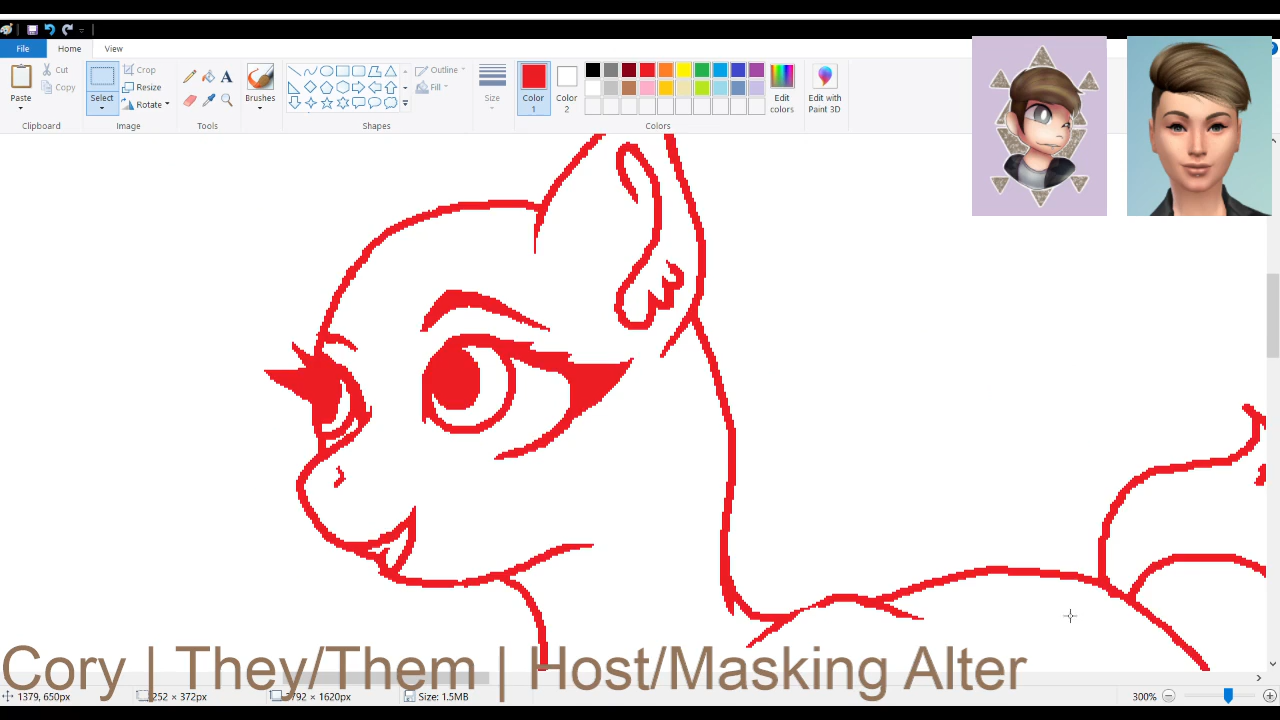 File Home View
Paste
Cut
Copy
Clipboard
Select
Crop
Resize
Rotate
Image
A
Tools
Brushes
Outline
Fill
Shapes
Size
Color 1
Color 2
Edit colors
Colors
Edit with Paint 3D
Cory | They/Them | Host/Masking Alter
1379, 650px 252 × 372px 3792 × 1620px Size: 1.5MB 300%